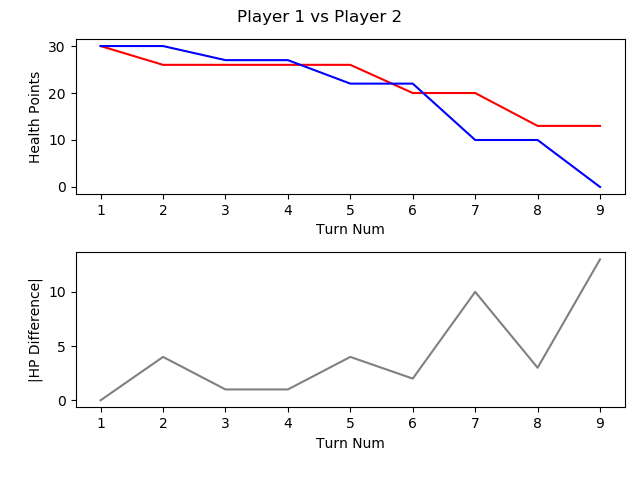 Player 1 vs Player 2
30
20
10
0
Health Points
1 2 3 4 5 6 7 8 9
Turn Num
10
5
0
|HP Difference|
1 2 3 4 5 6 7 8 9
Turn Num